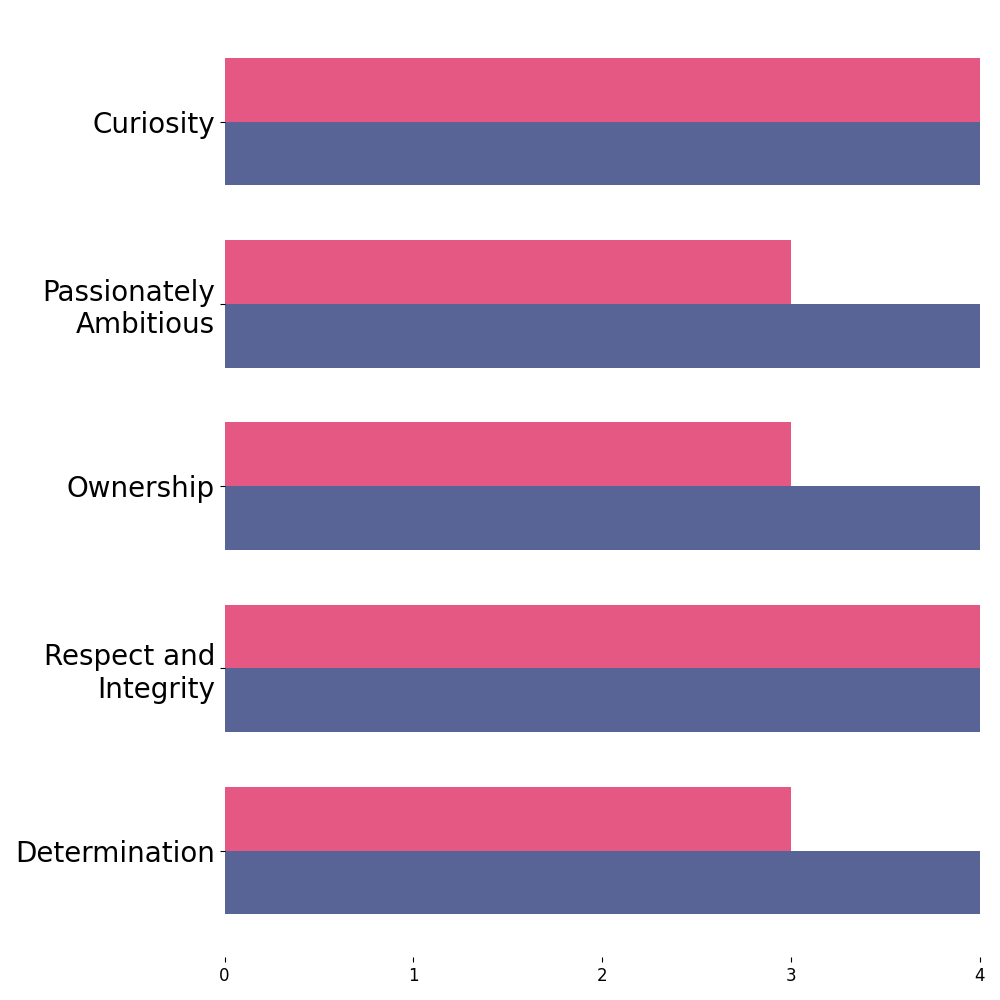 Curiosity
Passionately
Ambitious
Ownership
Respect and
Integrity
Determination
0 1 2 3 4